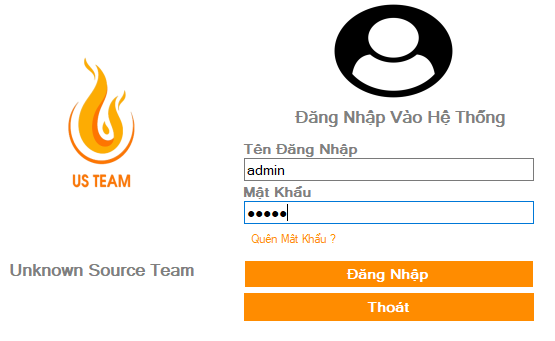 US TEAM
Unknown Source Team
Đăng Nhập Vào Hệ Thống
Tên Đăng Nhập
admin
Mật Khẩu
●●●●●
Quên Mật Khẩu ?
Đăng Nhập
Thoát